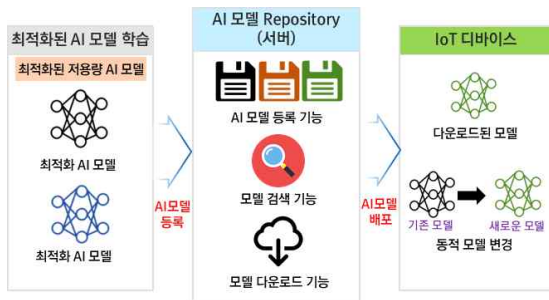 최적화된 AI 모델 학습
최적화된 저용량 AI 모델
최적화 AI 모델
최적화 AI 모델
AI모델
등록
AI 모델 Repository
(서버)
AI 모델 등록 기능
모델 검색 기능
모델 다운로드 기능
AI모델
배포
IoT 디바이스
다운로드된 모델
기존 모델
새로운 모델
동적 모델 변경